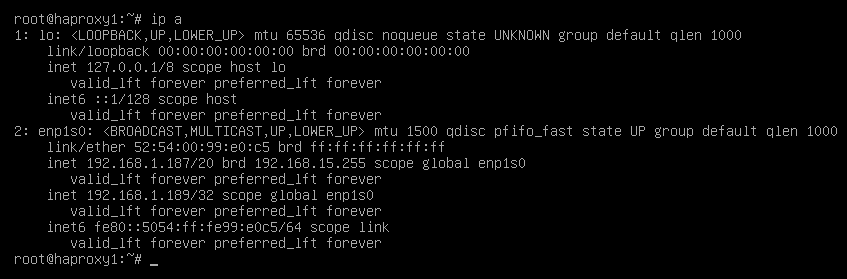 root@haproxy1:~# ip a
1: lo: <LOOPBACK,UP,LOWER_UP> mtu 65536 qdisc noqueue state UNKNOWN group default qlen 1000
    link/loopback 00:00:00:00:00:00 brd 00:00:00:00:00:00
    inet 127.0.0.1/8 scope host lo
       valid_lft forever preferred_lft forever
    inet6 ::1/128 scope host
       valid_lft forever preferred_lft forever
2: enp1s0: <BROADCAST,MULTICAST,UP,LOWER_UP> mtu 1500 qdisc pfifo_fast state UP group default qlen 1000
    link/ether 52:54:00:99:e0:c5 brd ff:ff:ff:ff:ff:ff
    inet 192.168.1.187/20 brd 192.168.15.255 scope global enp1s0
       valid_lft forever preferred_lft forever
    inet 192.168.1.189/32 scope global enp1s0
       valid_lft forever preferred_lft forever
    inet6 fe80::5054:ff:fe99:e0c5/64 scope link
       valid_lft forever preferred_lft forever
root@haproxy1:~# _